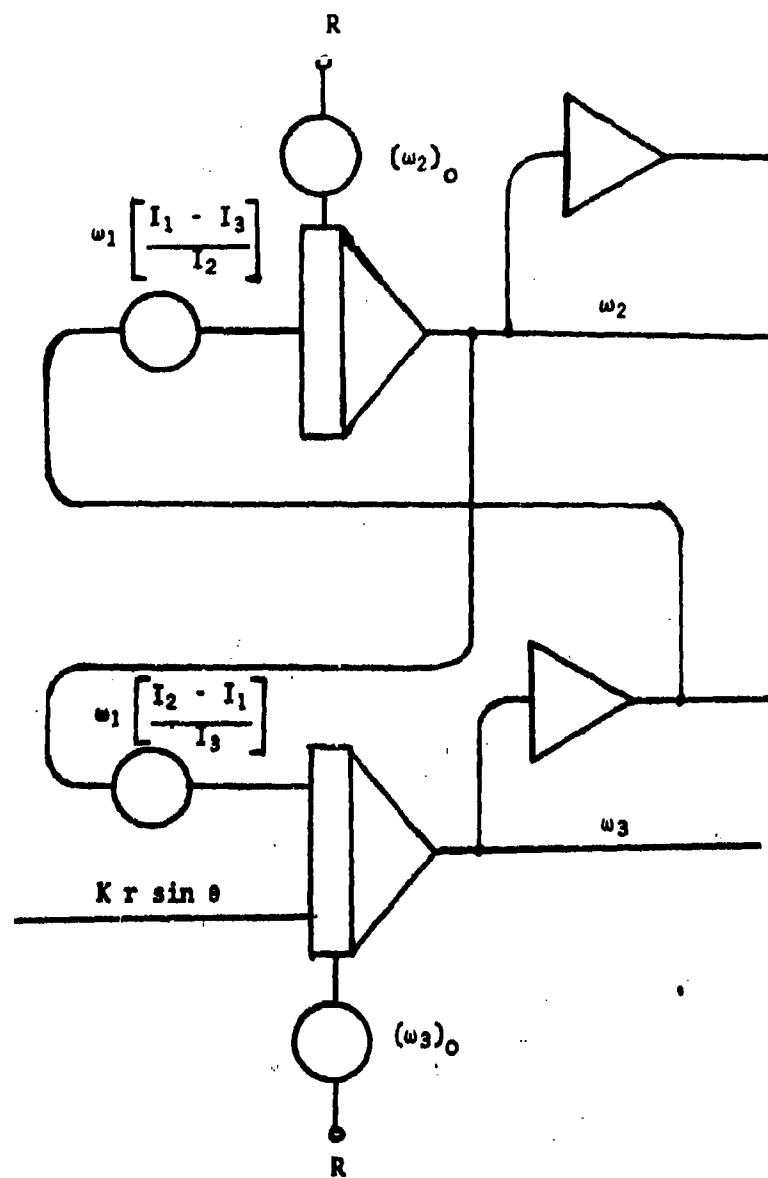 R
(ω2)o
ω1 [I1 - I3 / I2]
ω2
ω1 [I2 - I1 / I3]
ω3
K r sin θ
(ω3)o
R